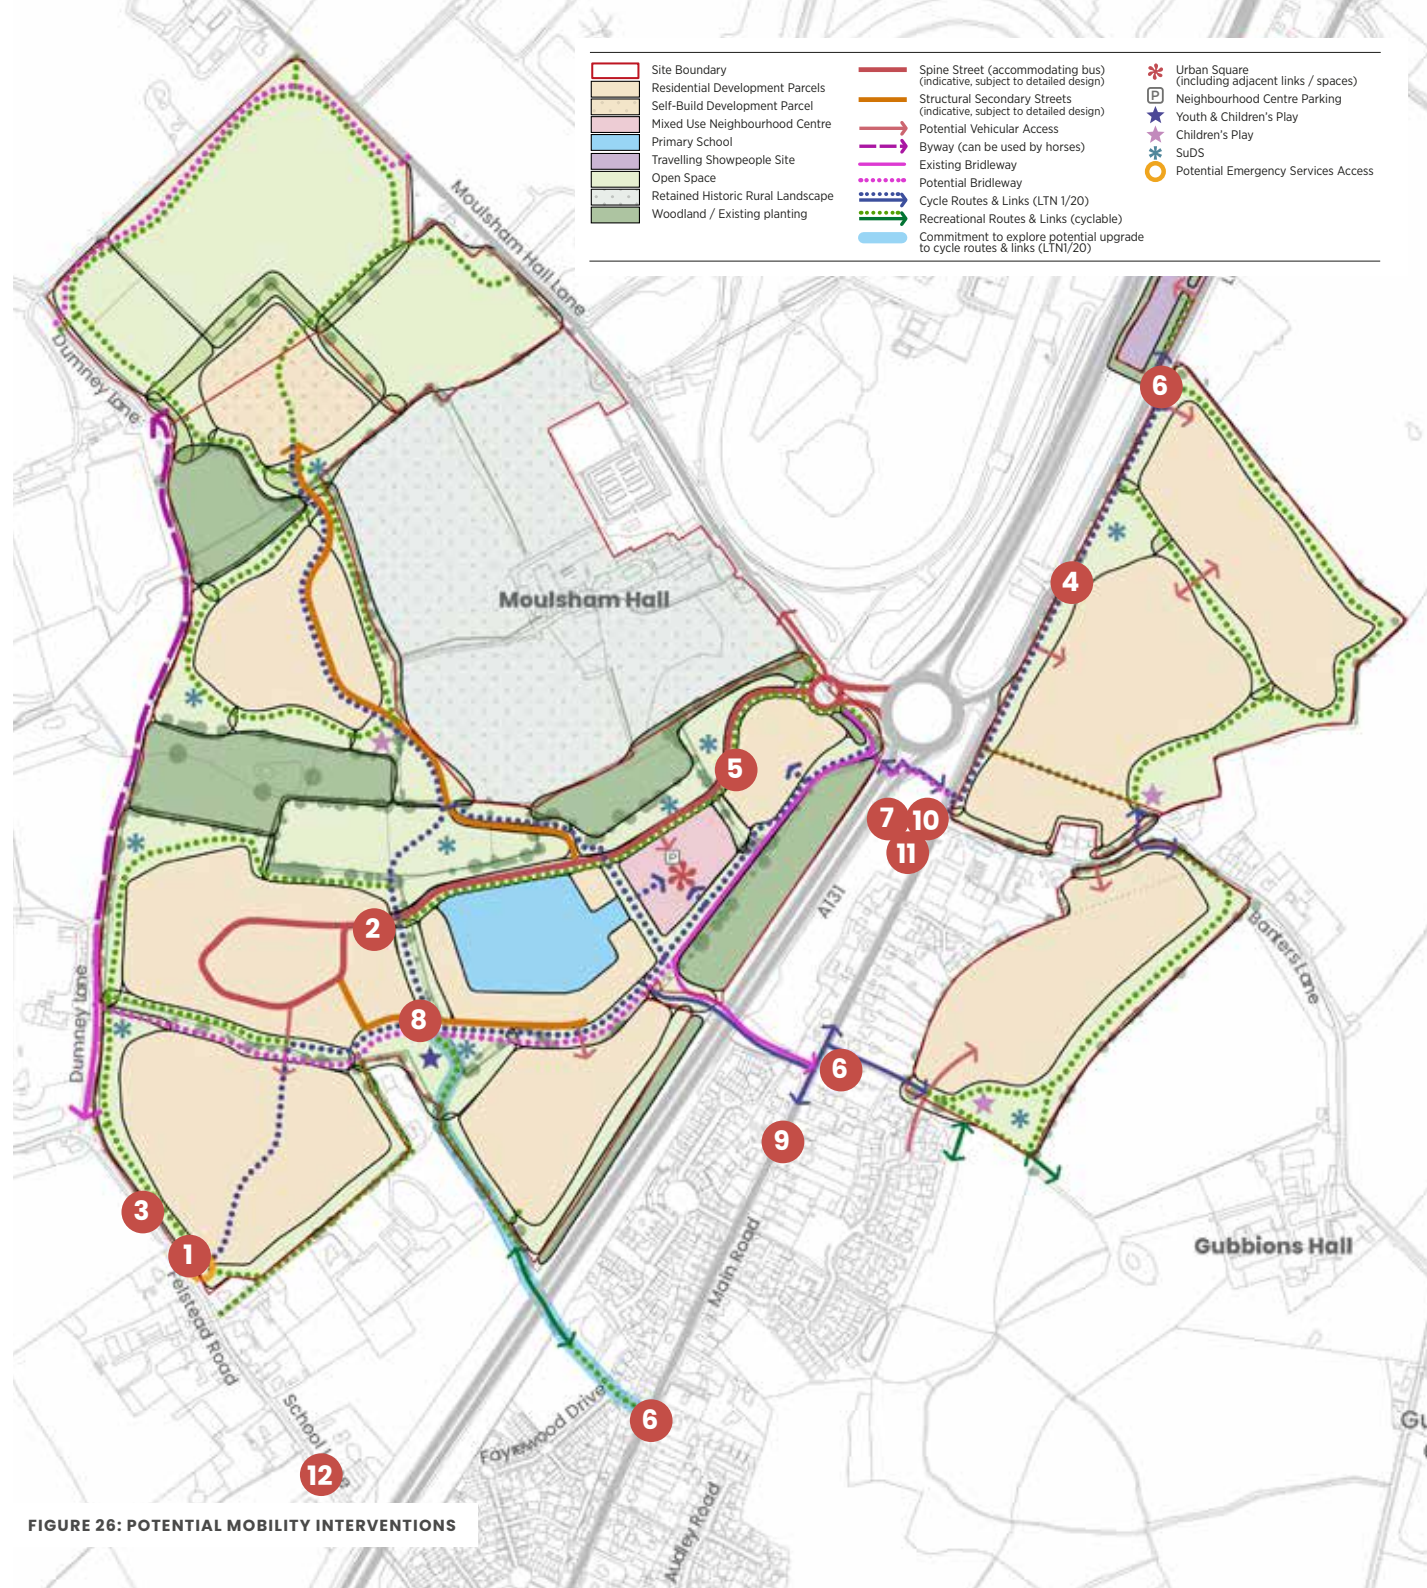 Site Boundary
Residential Development Parcels
Self-Build Development Parcel
Mixed Use Neighbourhood Centre
Primary School
Travelling Showpeople Site
Open Space
Retained Historic Rural Landscape
Woodland / Existing planting
Spine Street (accommodating bus)
(indicative, subject to detailed design)
Structural Secondary Streets
(indicative, subject to detailed design)
Potential Vehicular Access
Byway (can be used by horses)
Existing Bridleway
Potential Bridleway
Cycle Routes & Links (LTN 1/20)
Recreational Routes & Links (cyclable)
Commitment to explore potential upgrade
to cycle routes & links (LTN1/20)
Urban Square
(including adjacent links / spaces)
P
Neighbourhood Centre Parking
Youth & Children's Play
Children's Play
SuDS
Potential Emergency Services Access
Moulsham Hall Lane
Dumney Lane
6
4
Moulsham Hall
5
7
10
11
P
A131
2
Banters Lane
Dumney Lane
8
6
9
3
1
Gubbions Hall
Main Road
Felstead Road
School
Fayrewood Drive
6
12
Audley Road
FIGURE 26: POTENTIAL MOBILITY INTERVENTIONS